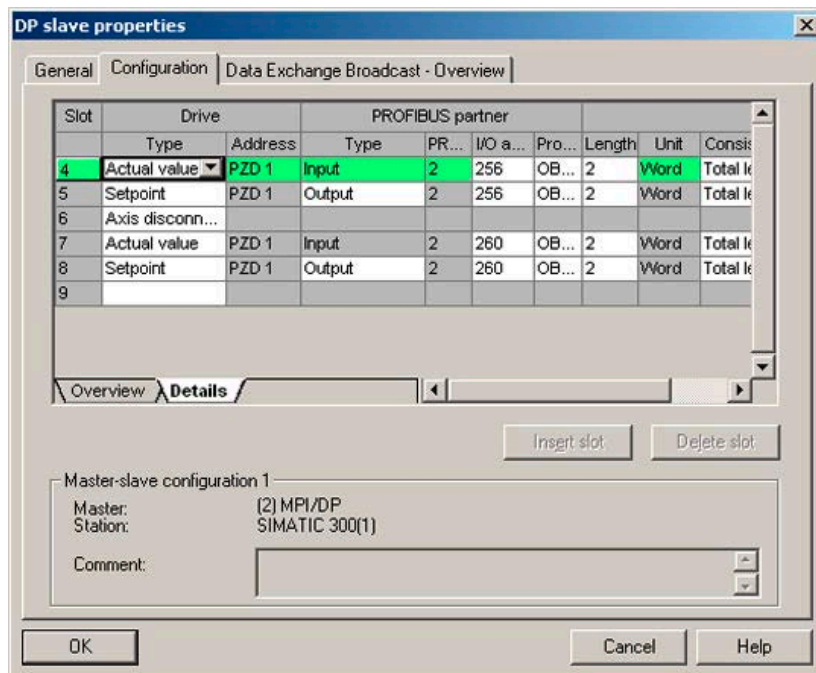 DP slave properties
General Configuration Data Exchange Broadcast - Overview
Slot Drive PROFIBUS partner
Type Address Type PR... I/O a... Pro... Length Unit Consis
4 Actual value PZD 1 Input 2 256 OB... 2 Word Total le
5 Setpoint PZD 1 Output 2 256 OB... 2 Word Total le
6 Axis disconn...
7 Actual value PZD 1 Input 2 260 OB... 2 Word Total le
8 Setpoint PZD 1 Output 2 260 OB... 2 Word Total le
9
Overview Details
Insert slot Delete slot
Master-slave configuration 1
Master: (2) MPI/DP
Station: SIMATIC 300(1)
Comment:
OK Cancel Help